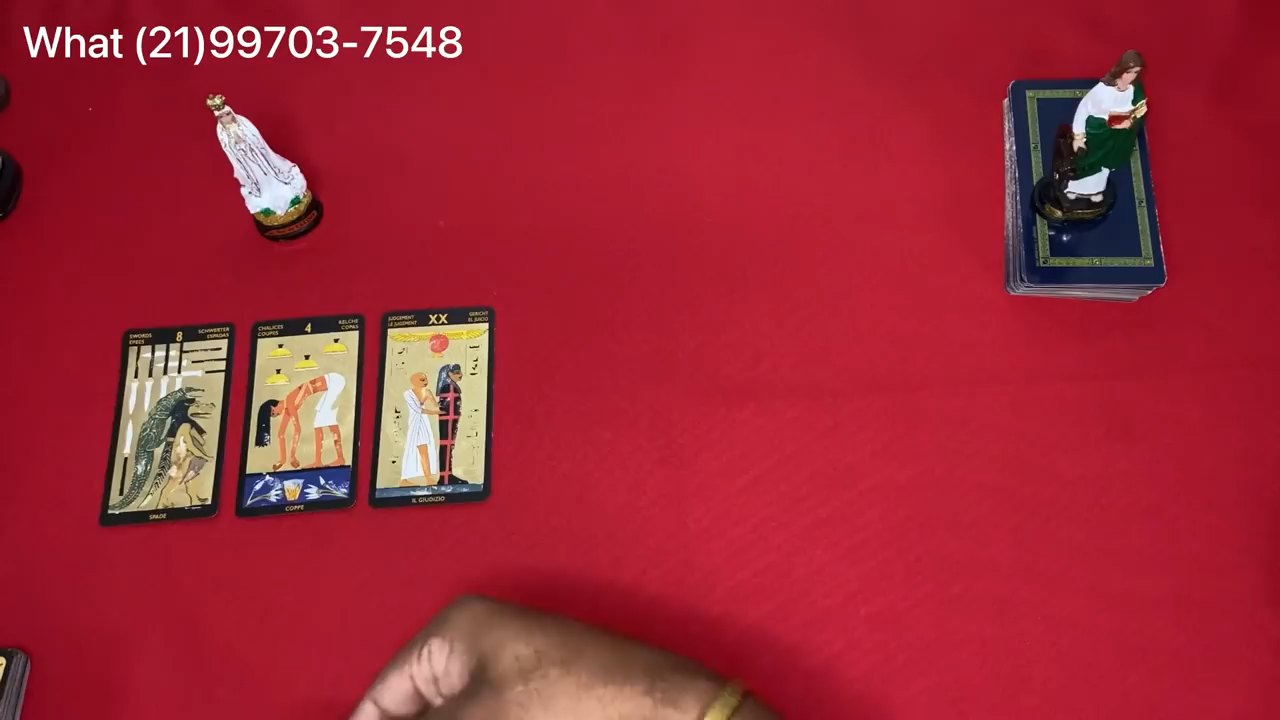 What (21)99703-7548
SWORDS
EPEES
8
SCHWERTER
ESPADAS
SPADE
CHALICES
COUPES
4
KELCHE
COPAS
COPPE
JUDGEMENT
LE JUGEMENT
XX
GERICHT
EL JUICIO
IL GIUDIZIO